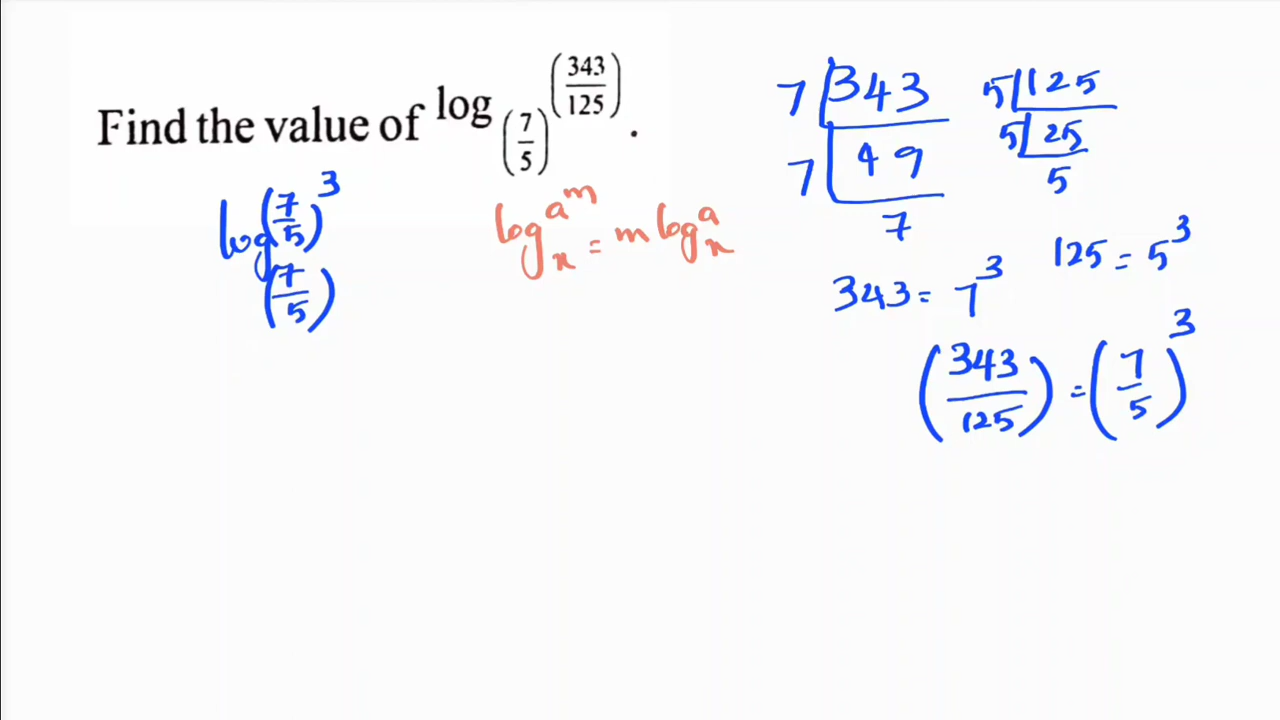 Find the value of log_(7/5)^(343/125).
log_(7/5)^(7/5)^3
log_x^a^m = m log_x^a
7 343
7 49
7
5 125
5 25
5
343 = 7^3
125 = 5^3
(343/125) = (7/5)^3